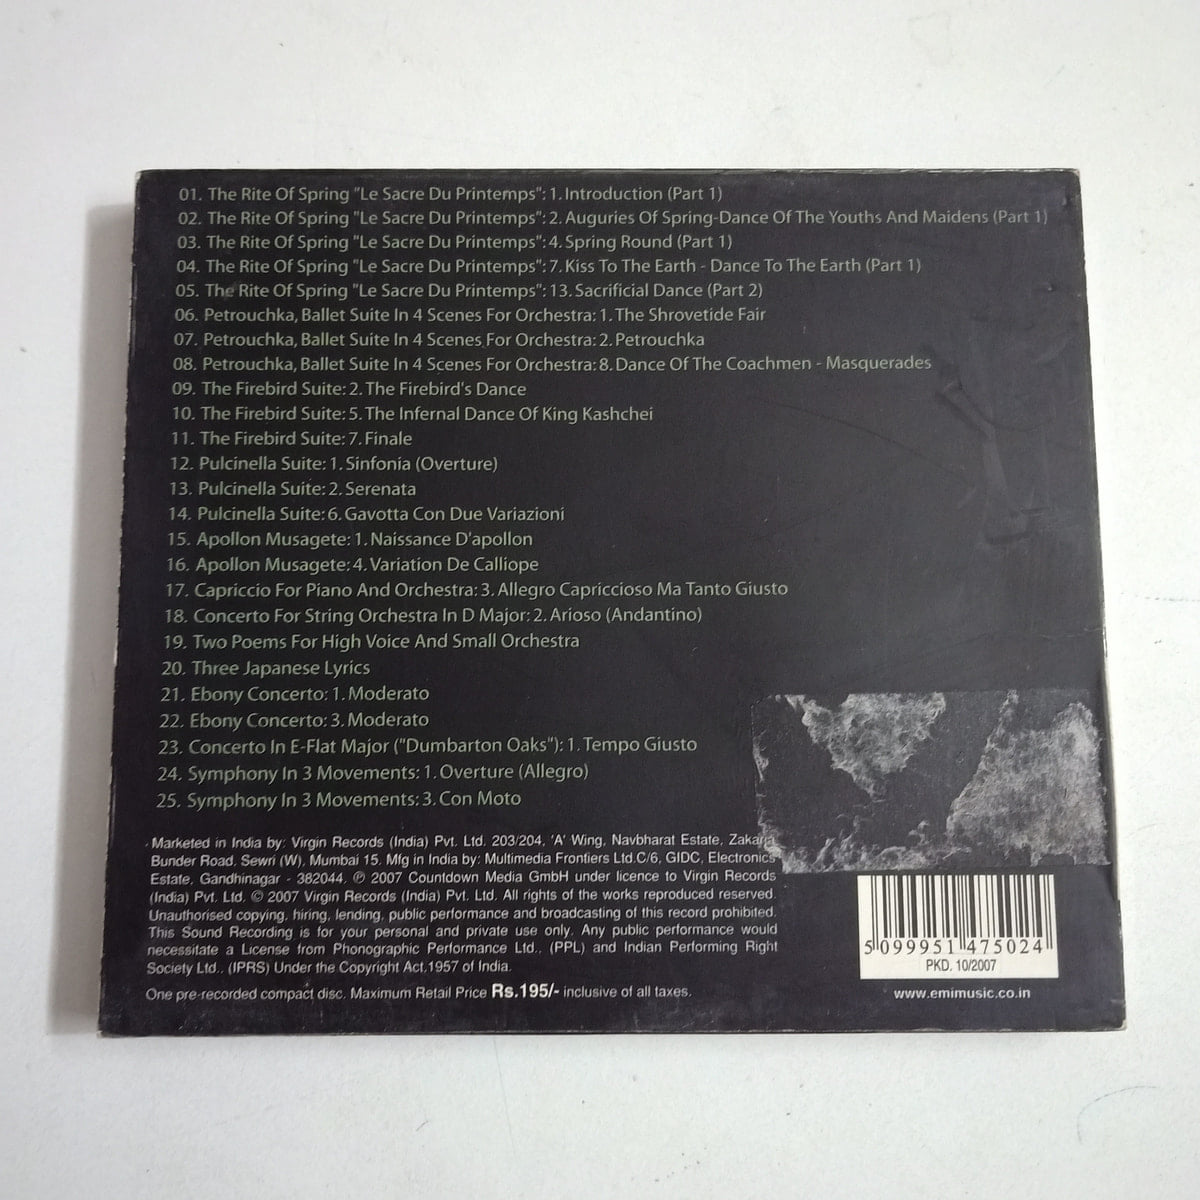 01. The Rite Of Spring "Le Sacre Du Printemps": 1. Introduction (Part 1)
02. The Rite Of Spring "Le Sacre Du Printemps": 2. Auguries Of Spring-Dance Of The Youths And Maidens (Part 1)
03. The Rite Of Spring "Le Sacre Du Printemps": 4. Spring Round (Part 1)
04. The Rite Of Spring "Le Sacre Du Printemps": 7. Kiss To The Earth - Dance To The Earth (Part 1)
05. The Rite Of Spring "Le Sacre Du Printemps": 13. Sacrificial Dance (Part 2)
06. Petrouchka, Ballet Suite In 4 Scenes For Orchestra: 1. The Shrovetide Fair
07. Petrouchka, Ballet Suite In 4 Scenes For Orchestra: 2. Petrouchka
08. Petrouchka, Ballet Suite In 4 Scenes For Orchestra: 8. Dance Of The Coachmen - Masquerades
09. The Firebird Suite: 2. The Firebird's Dance
10. The Firebird Suite: 5. The Infernal Dance Of King Kashchei
11. The Firebird Suite: 7. Finale
12. Pulcinella Suite: 1. Sinfonia (Overture)
13. Pulcinella Suite: 2. Serenata
14. Pulcinella Suite: 6. Gavotta Con Due Variazioni
15. Apollon Musagete: 1. Naissance D'apollon
16. Apollon Musagete: 4. Variation De Calliope
17. Capriccio For Piano And Orchestra: 3. Allegro Capriccioso Ma Tanto Giusto
18. Concerto For String Orchestra In D Major: 2. Arioso (Andantino)
19. Two Poems For High Voice And Small Orchestra
20. Three Japanese Lyrics
21. Ebony Concerto: 1. Moderato
22. Ebony Concerto: 3. Moderato
23. Concerto In E-Flat Major ("Dumbarton Oaks"): 1. Tempo Giusto
24. Symphony In 3 Movements: 1. Overture (Allegro)
25. Symphony In 3 Movements: 3. Con Moto
Marketed in India by: Virgin Records (India) Pvt. Ltd. 203/204, 'A' Wing, Navbharat Estate, Zakaria
Bunder Road, Sewri (W), Mumbai 15. Mfg in India by: Multimedia Frontiers Ltd.C/6, GIDC, Electronics
Estate, Gandhinagar - 382044. ℗ 2007 Countdown Media GmbH under licence to Virgin Records
(India) Pvt. Ltd. © 2007 Virgin Records (India) Pvt. Ltd. All rights of the works reproduced reserved.
Unauthorised copying, hiring, lending, public performance and broadcasting of this record prohibited.
This Sound Recording is for your personal and private use only. Any public performance would
necessitate a License from Phonographic Performance Ltd.. (PPL) and Indian Performing Right
Society Ltd.. (IPRS) Under the Copyright Act,1957 of India.
One pre-recorded compact disc. Maximum Retail Price Rs.195/- inclusive of all taxes.
5 099951 475024
PKD. 10/2007
www.emimusic.co.in